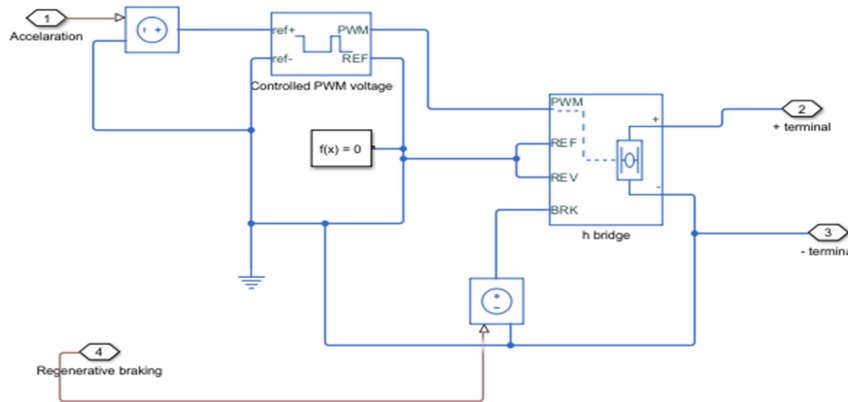 1
Accelaration
ref+
ref-
PWM
REF
Controlled PWM voltage
f(x) = 0
PWM
REF
REV
BRK
+
-
h bridge
2
+ terminal
3
- termina
+
-
4
Regenerative braking